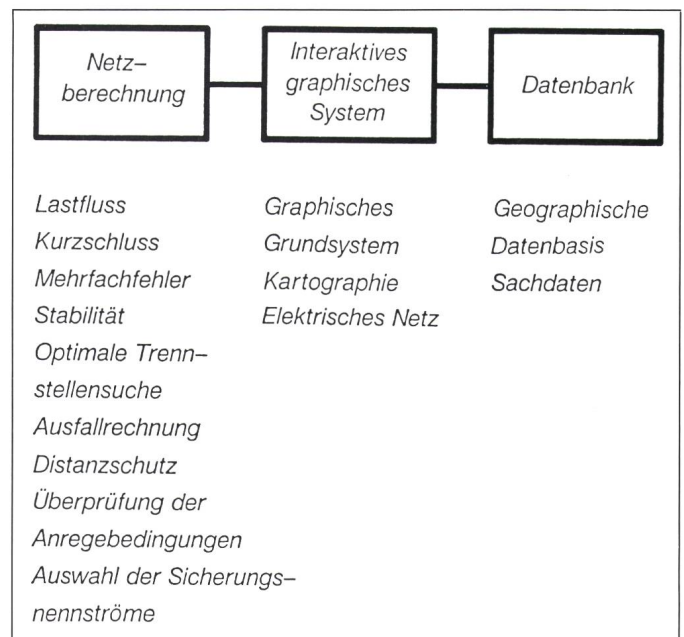 Netz–
berechnung
Interaktives
graphisches
System
Datenbank
Lastfluss
Kurzschluss
Mehrfachfehler
Stabilität
Optimale Trenn–
stellensuche
Ausfallrechnung
Distanzschutz
Überprüfung der
Anregebedingungen
Auswahl der Sicherungs–
nennströme
Graphisches
Grundsystem
Kartographie
Elektrisches Netz
Geographische
Datenbasis
Sachdaten